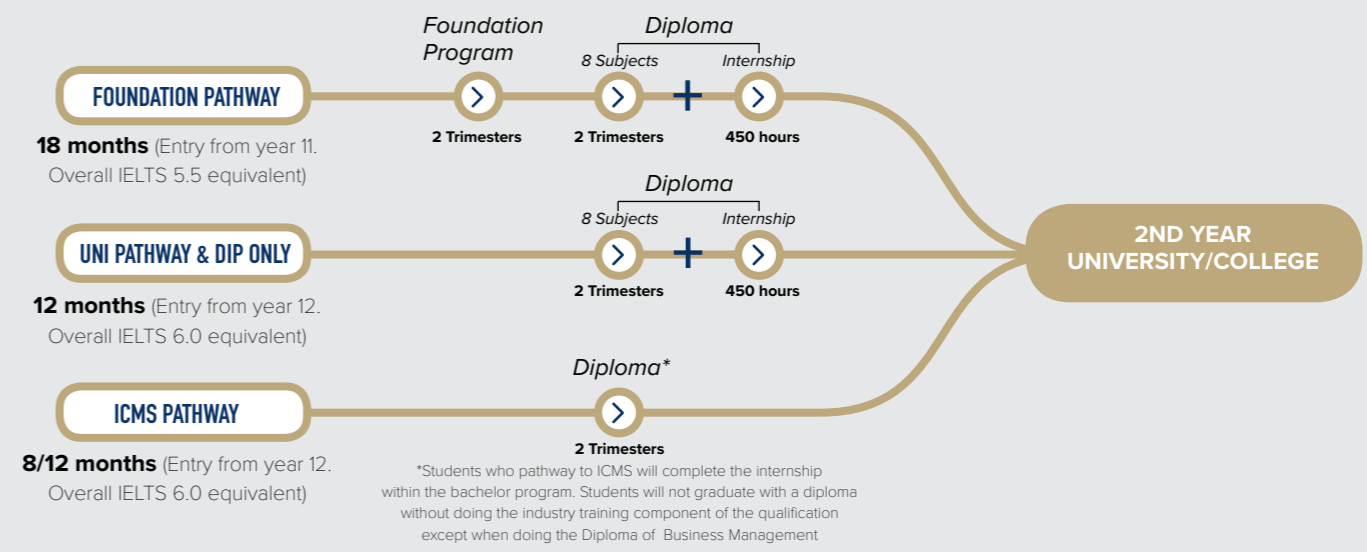 Foundation
Program
Diploma
8 Subjects
Internship
FOUNDATION PATHWAY
+
2 Trimesters
2 Trimesters
450 hours
18 months (Entry from year 11.
Overall IELTS 5.5 equivalent)
Diploma
8 Subjects
Internship
UNI PATHWAY & DIP ONLY
+
2 Trimesters
450 hours
12 months (Entry from year 12.
Overall IELTS 6.0 equivalent)
2ND YEAR
UNIVERSITY/COLLEGE
Diploma*
ICMS PATHWAY
2 Trimesters
8/12 months (Entry from year 12.
Overall IELTS 6.0 equivalent)
*Students who pathway to ICMS will complete the internship
within the bachelor program. Students will not graduate with a diploma
without doing the industry training component of the qualification
except when doing the Diploma of Business Management